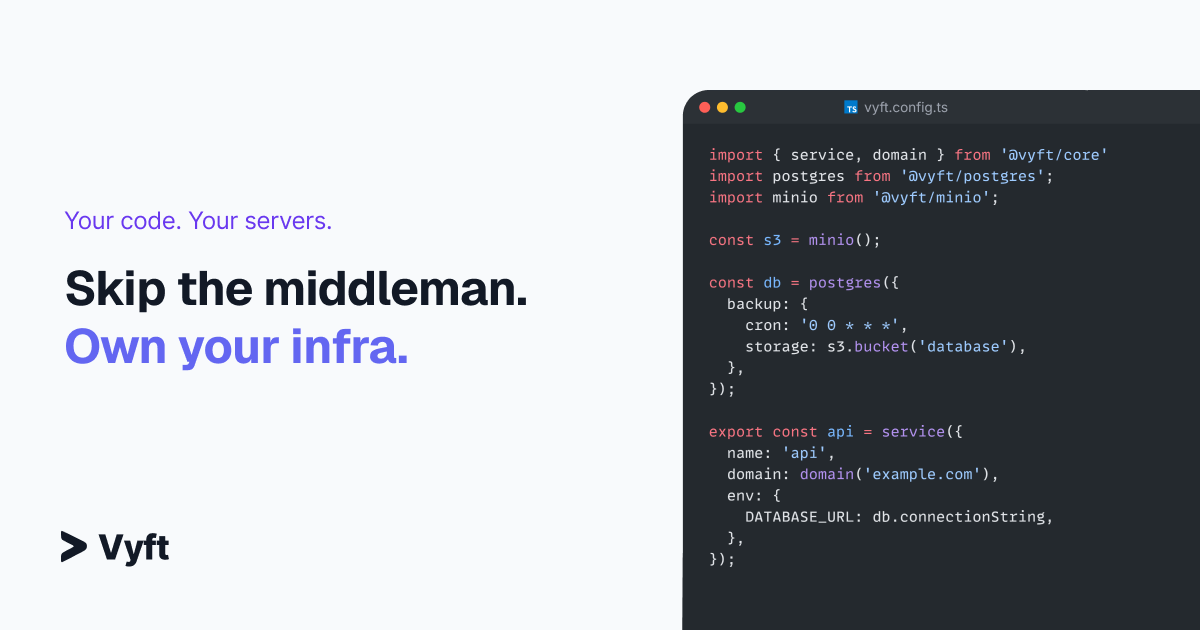 Your code. Your servers.
Skip the middleman.
Own your infra.
Vyft
TS vyft.config.ts
import { service, domain } from '@vyft/core'
import postgres from '@vyft/postgres';
import minio from '@vyft/minio';
const s3 = minio();
const db = postgres({
  backup: {
    cron: '0 0 * * *',
    storage: s3.bucket('database'),
  },
});
export const api = service({
  name: 'api',
  domain: domain('example.com'),
  env: {
    DATABASE_URL: db.connectionString,
  },
});